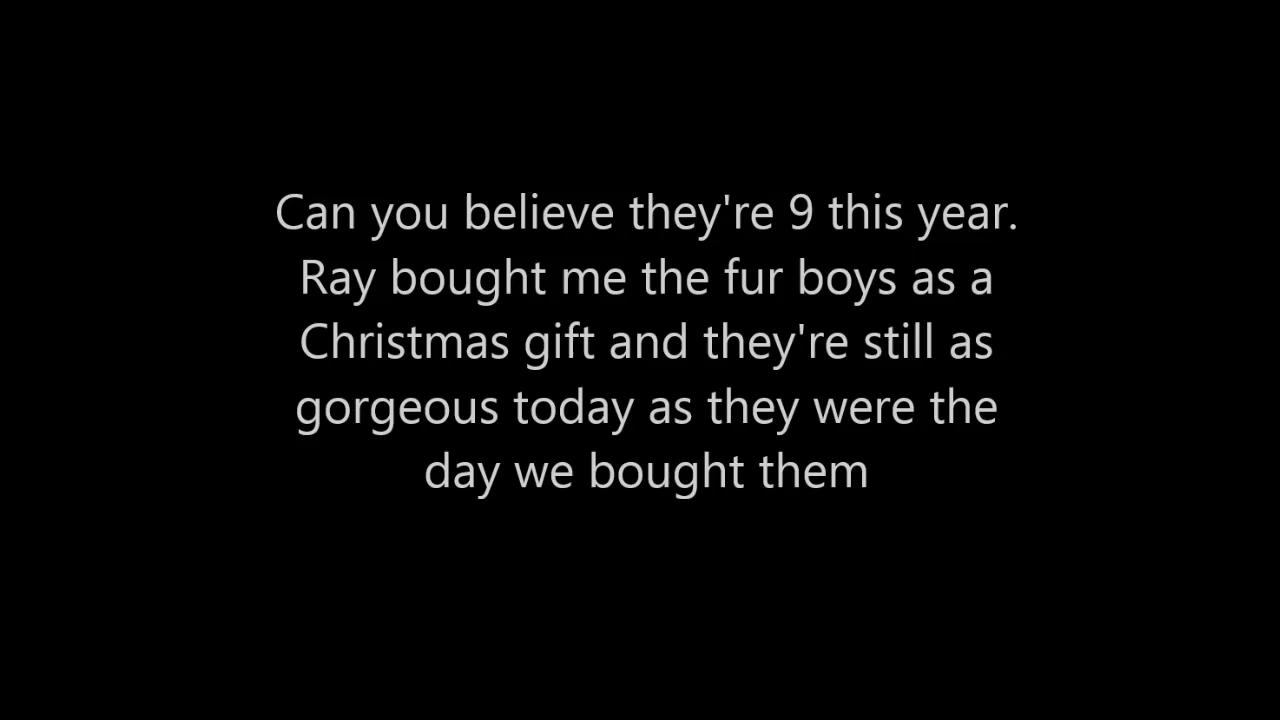 Can you believe they're 9 this year.
Ray bought me the fur boys as a
Christmas gift and they're still as
gorgeous today as they were the
day we bought them